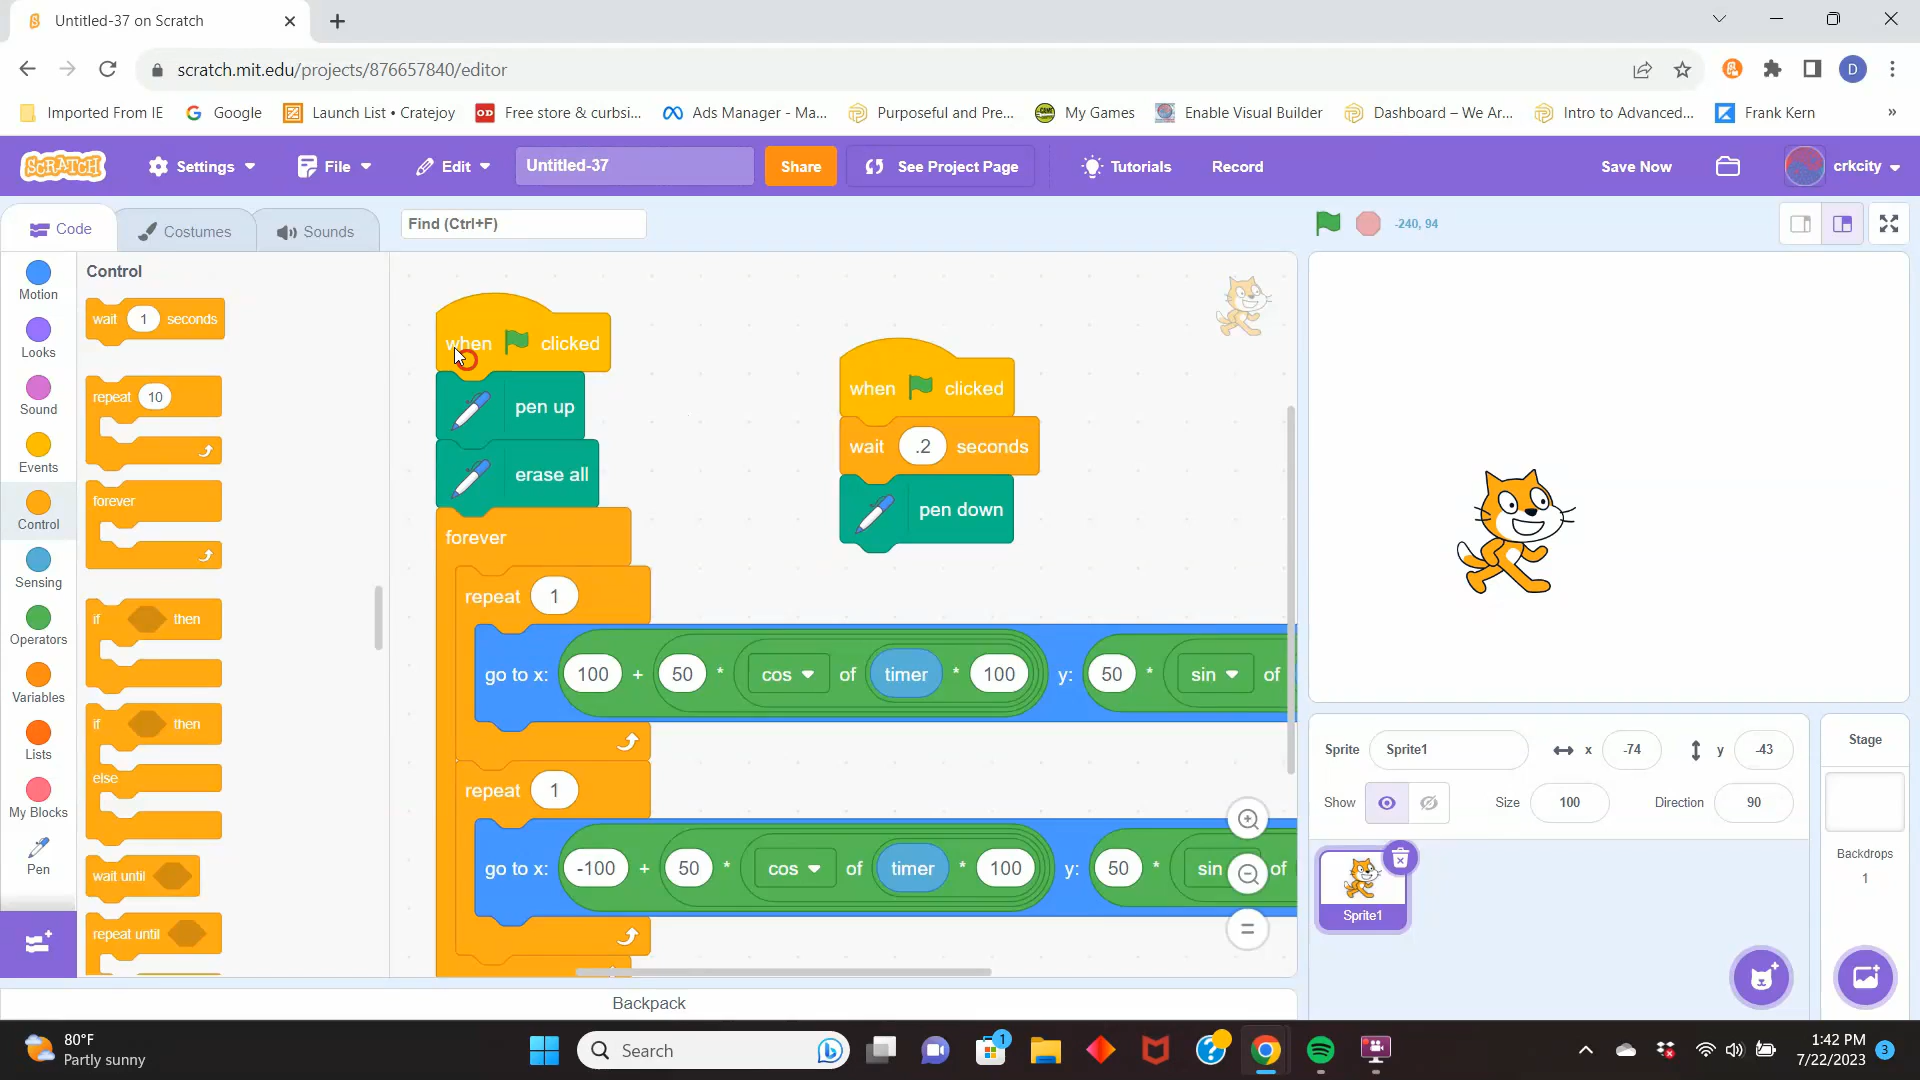 Untitled-37 on Scratch
scratch.mit.edu/projects/876657840/editor
D
Imported From IE
Google
Launch List • Cratejoy
OD
Free store & curbsi...
Ads Manager - Ma...
Purposeful and Pre...
My Games
Enable Visual Builder
Dashboard – We Ar...
Intro to Advanced...
Frank Kern
»
SCRATCH
Settings
File
Edit
Untitled-37
Share
See Project Page
Tutorials
Record
Save Now
crkcity
Code
Costumes
Sounds
Find (Ctrl+F)
-240, 94
Motion
Looks
Sound
Events
Control
Sensing
Operators
Variables
Lists
My Blocks
Pen
Control
wait 1 seconds
repeat 10
forever
if then
if then
else
wait until
repeat until
when clicked
pen up
erase all
forever
repeat 1
go to x: 100 + 50 * cos of timer * 100 y: 50 * sin of
repeat 1
go to x: -100 + 50 * cos of timer * 100 y: 50 * sin of
when clicked
wait .2 seconds
pen down
Sprite Sprite1 x -74 y -43
Show Size 100 Direction 90
Sprite1
Stage
Backdrops
1
Backpack
80°F
Partly sunny
Search
1
1:42 PM
7/22/2023
3